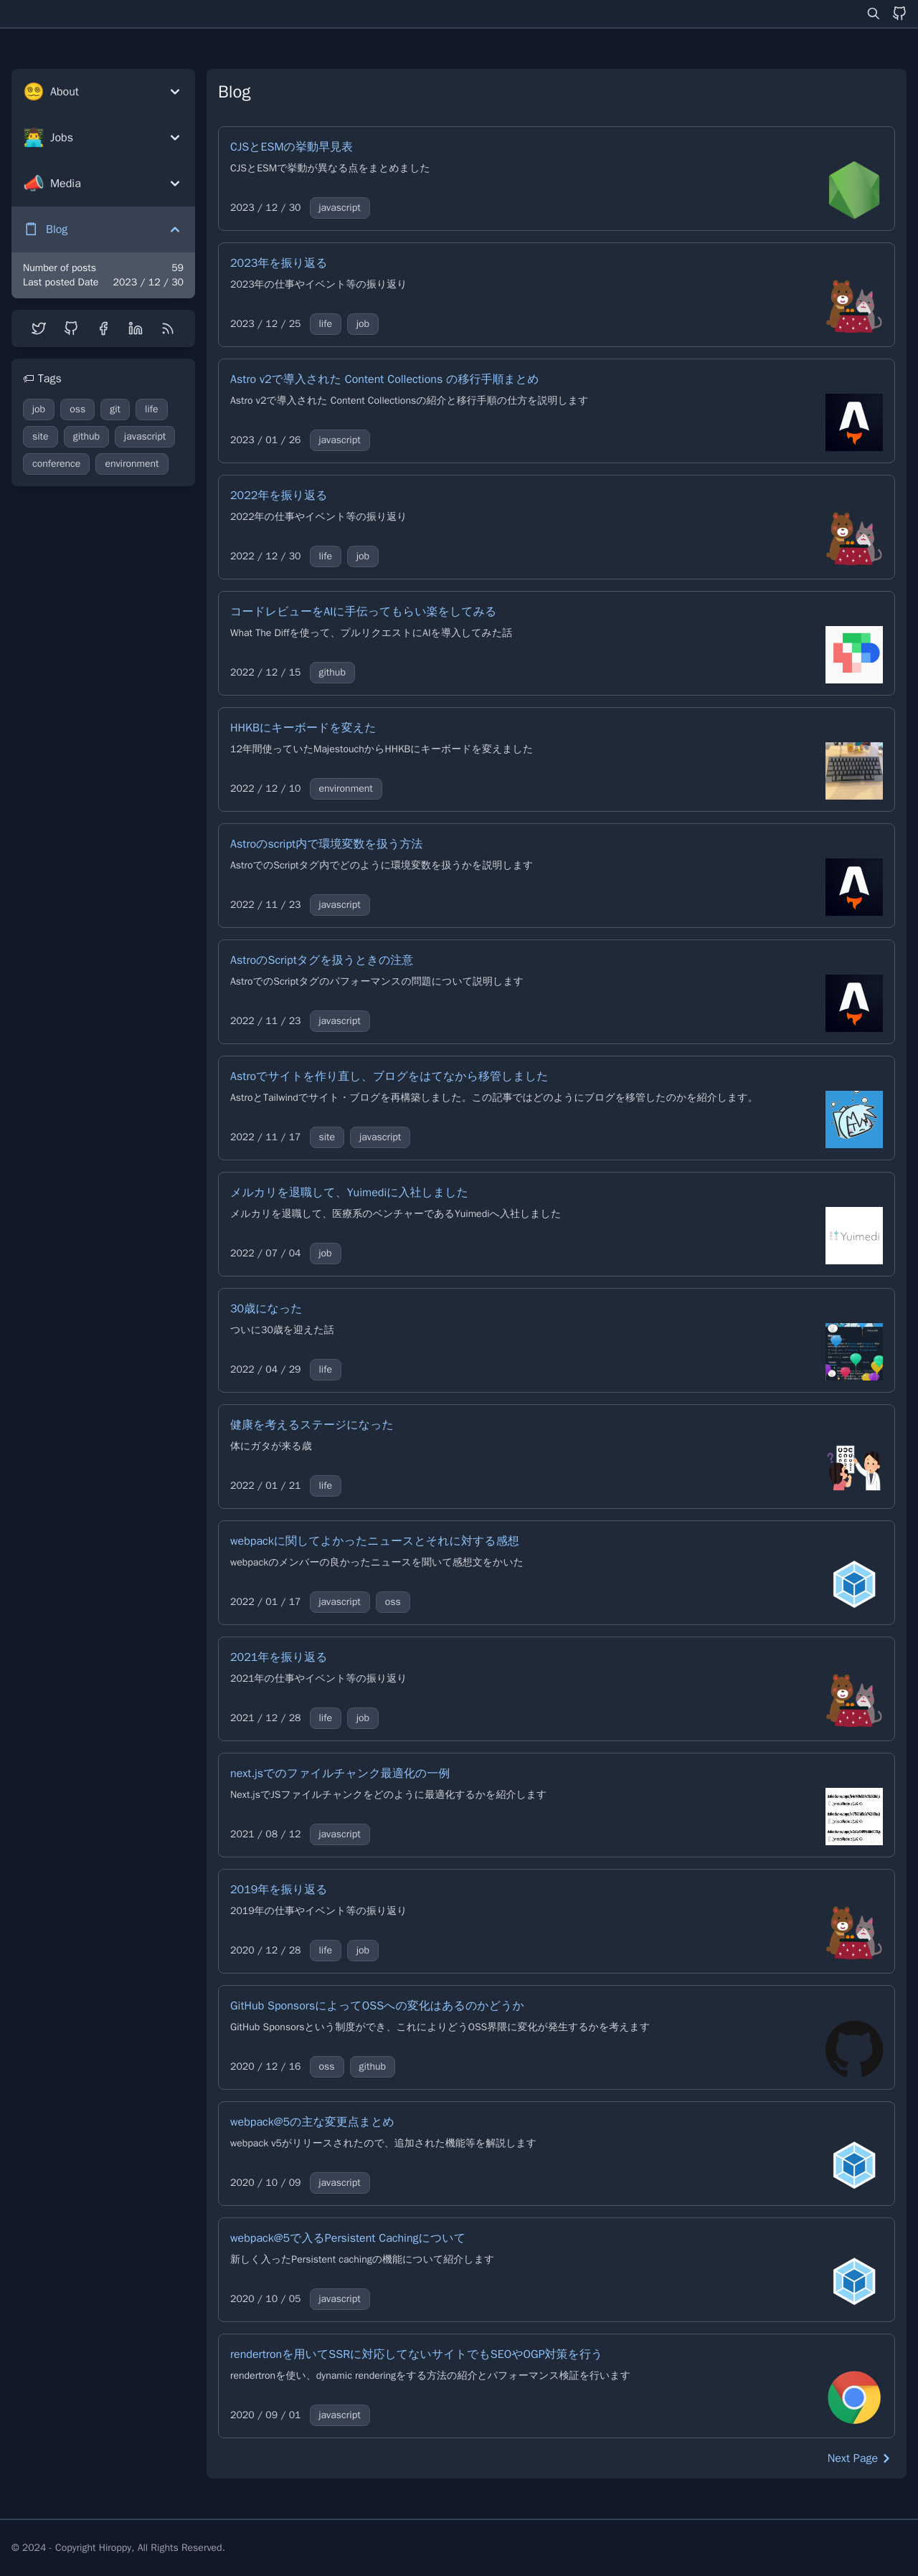 About
Jobs
Media
Blog
Number of posts 59
Last posted Date 2023 / 12 / 30
Tags
job oss git life
site github javascript
conference environment
Blog
CJSとESMの挙動早見表
CJSとESMで挙動が異なる点をまとめました
2023 / 12 / 30 javascript
2023年を振り返る
2023年の仕事やイベント等の振り返り
2023 / 12 / 25 life job
Astro v2で導入された Content Collections の移行手順まとめ
Astro v2で導入された Content Collectionsの紹介と移行手順の仕方を説明します
2023 / 01 / 26 javascript
2022年を振り返る
2022年の仕事やイベント等の振り返り
2022 / 12 / 30 life job
コードレビューをAIに手伝ってもらい楽をしてみる
What The Diffを使って、プルリクエストにAIを導入してみた話
2022 / 12 / 15 github
HHKBにキーボードを変えた
12年間使っていたMajestouchからHHKBにキーボードを変えました
2022 / 12 / 10 environment
Astroのscript内で環境変数を扱う方法
AstroでのScriptタグ内でどのように環境変数を扱うかを説明します
2022 / 11 / 23 javascript
AstroのScriptタグを扱うときの注意
AstroでのScriptタグのパフォーマンスの問題について説明します
2022 / 11 / 23 javascript
Astroでサイトを作り直し、ブログをはてなから移管しました
AstroとTailwindでサイト・ブログを再構築しました。この記事ではどのようにブログを移管したのかを紹介します。
2022 / 11 / 17 site javascript
メルカリを退職して、Yuimediに入社しました
メルカリを退職して、医療系のベンチャーであるYuimediへ入社しました
Yuimedi
2022 / 07 / 04 job
30歳になった
ついに30歳を迎えた話
2022 / 04 / 29 life
健康を考えるステージになった
体にガタが来る歳
2022 / 01 / 21 life
webpackに関してよかったニュースとそれに対する感想
webpackのメンバーの良かったニュースを聞いて感想文をかいた
2022 / 01 / 17 javascript oss
2021年を振り返る
2021年の仕事やイベント等の振り返り
2021 / 12 / 28 life job
next.jsでのファイルチャンク最適化の一例
Next.jsでJSファイルチャンクをどのように最適化するかを紹介します
2021 / 08 / 12 javascript
2019年を振り返る
2019年の仕事やイベント等の振り返り
2020 / 12 / 28 life job
GitHub SponsorsによってOSSへの変化はあるのかどうか
GitHub Sponsorsという制度ができ、これによりどうOSS界隈に変化が発生するかを考えます
2020 / 12 / 16 oss github
webpack@5の主な変更点まとめ
webpack v5がリリースされたので、追加された機能等を解説します
2020 / 10 / 09 javascript
webpack@5で入るPersistent Cachingについて
新しく入ったPersistent cachingの機能について紹介します
2020 / 10 / 05 javascript
rendertronを用いてSSRに対応してないサイトでもSEOやOGP対策を行う
rendertronを使い、dynamic renderingをする方法の紹介とパフォーマンス検証を行います
2020 / 09 / 01 javascript
Next Page
© 2024 - Copyright Hiroppy, All Rights Reserved.